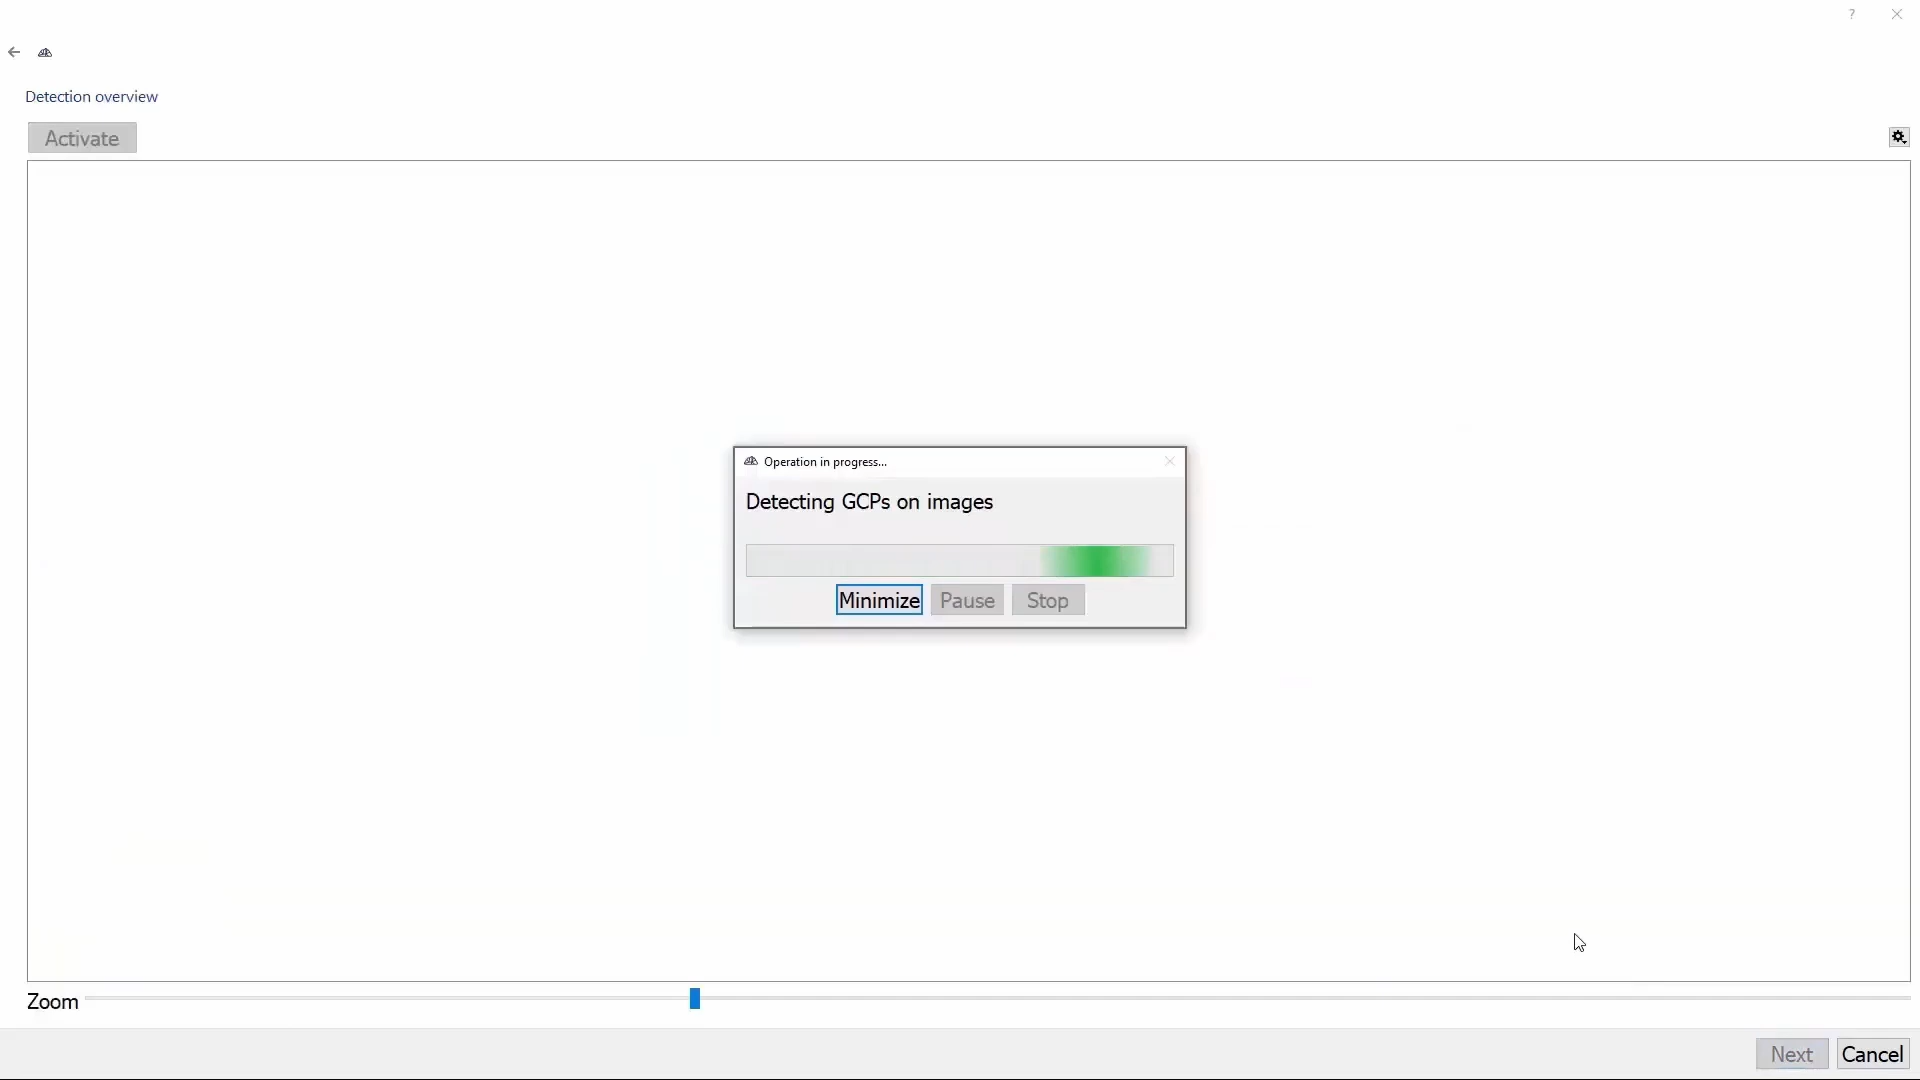 ?
Detection overview
Activate
Operation in progress...
Detecting GCPs on images
Minimize Pause Stop
Zoom
Next Cancel